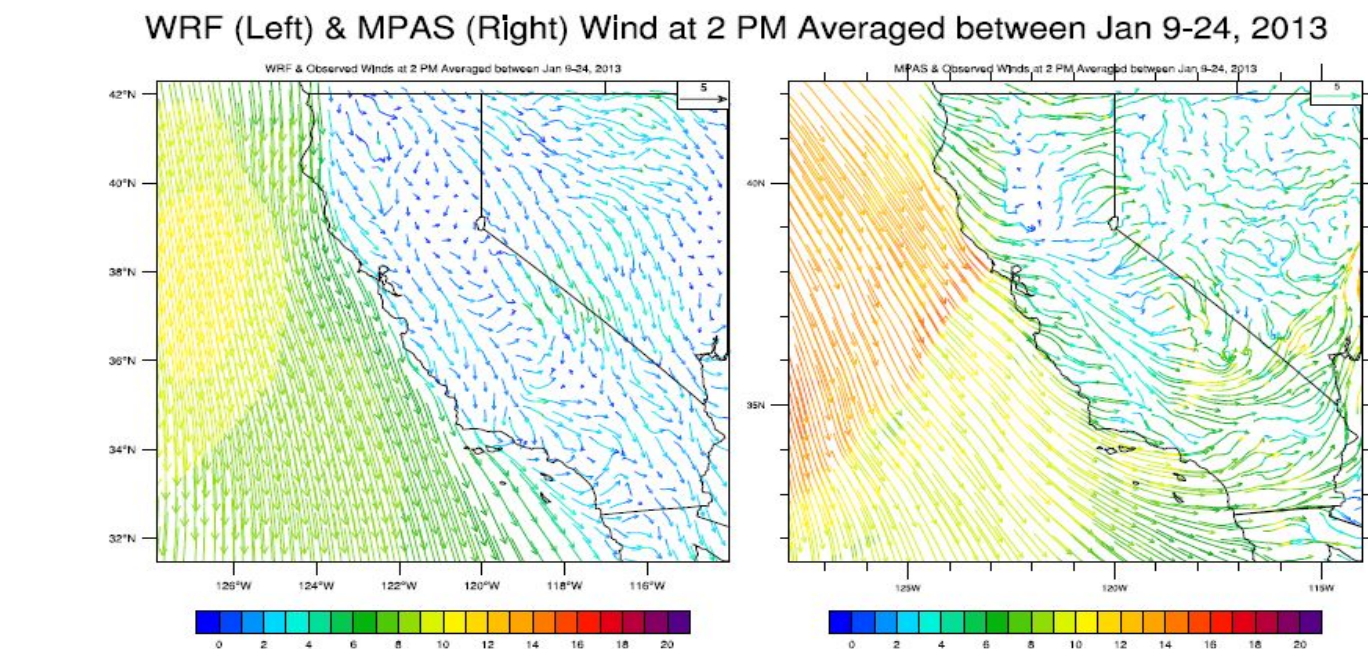 WRF (Left) & MPAS (Right) Wind at 2 PM Averaged between Jan 9-24, 2013
WRF & Observed Winds at 2 PM Averaged between Jan 9-24, 2013
5
42°N
40°N
38°N
36°N
34°N
32°N
126°W 124°W 122°W 120°W 118°W 116°W
0 2 4 6 8 10 12 14 16 18 20
MPAS & Observed Winds at 2 PM Averaged between Jan 9-24, 2013
5
40N
35N
125W 120W 115W
0 2 4 6 8 10 12 14 16 18 20